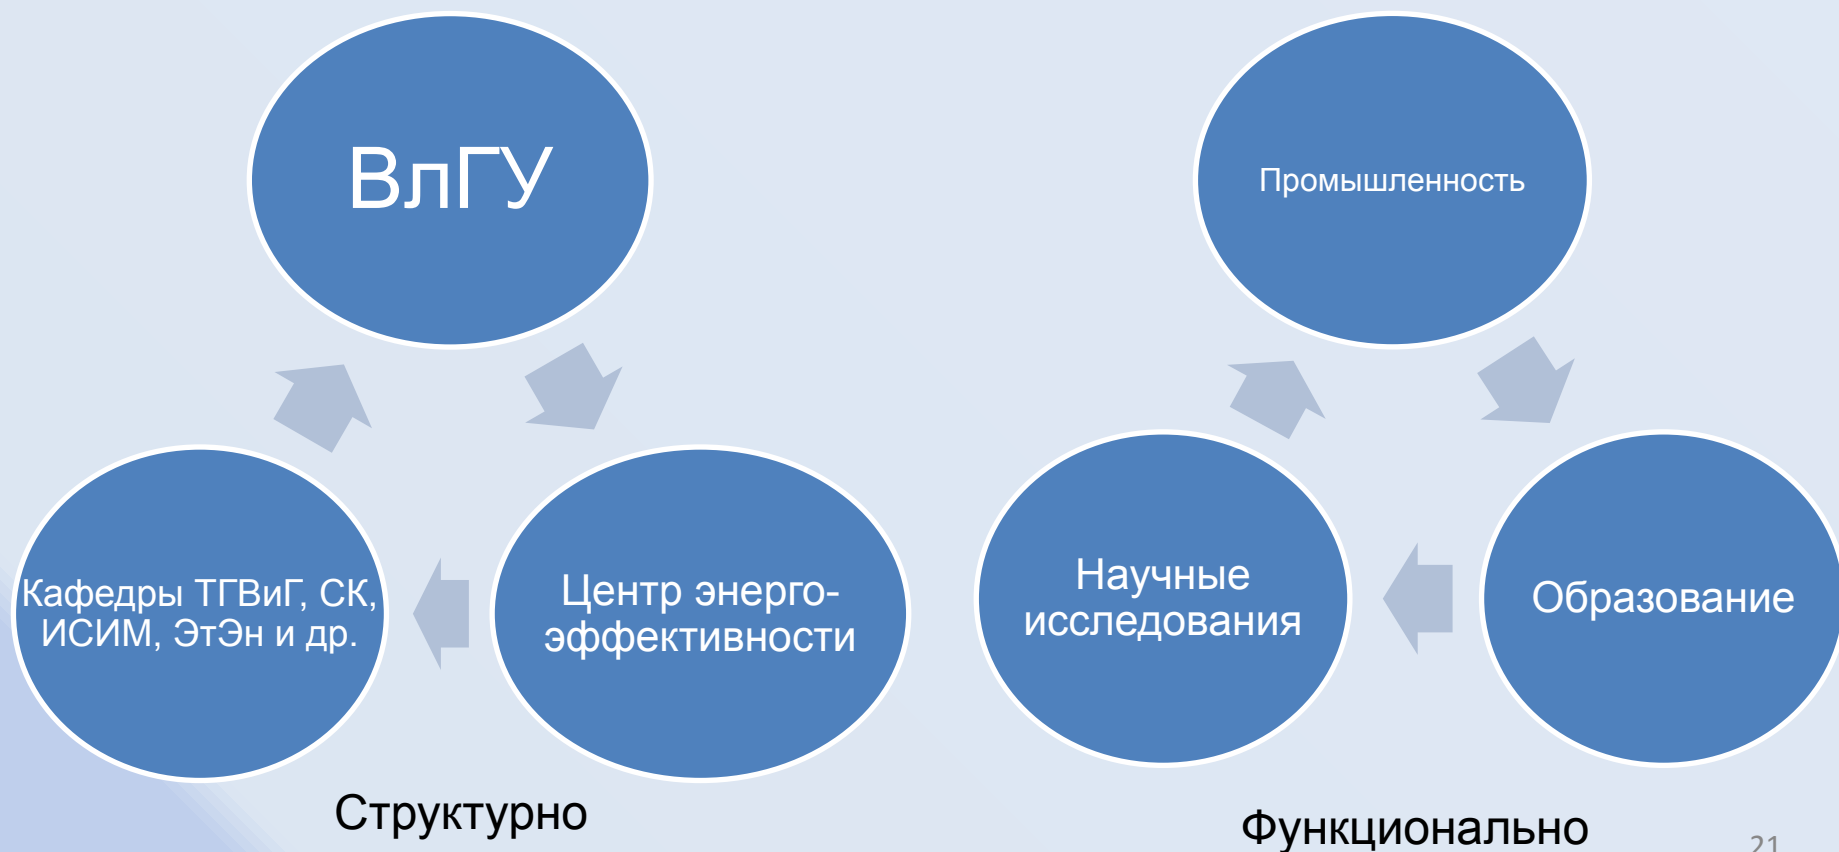 ВлГУ
Кафедры ТГВиГ, СК,
ИСИМ, ЭтЭн и др.
Центр энерго-
эффективности
Структурно
Промышленность
Научные
исследования
Образование
Функционально
21